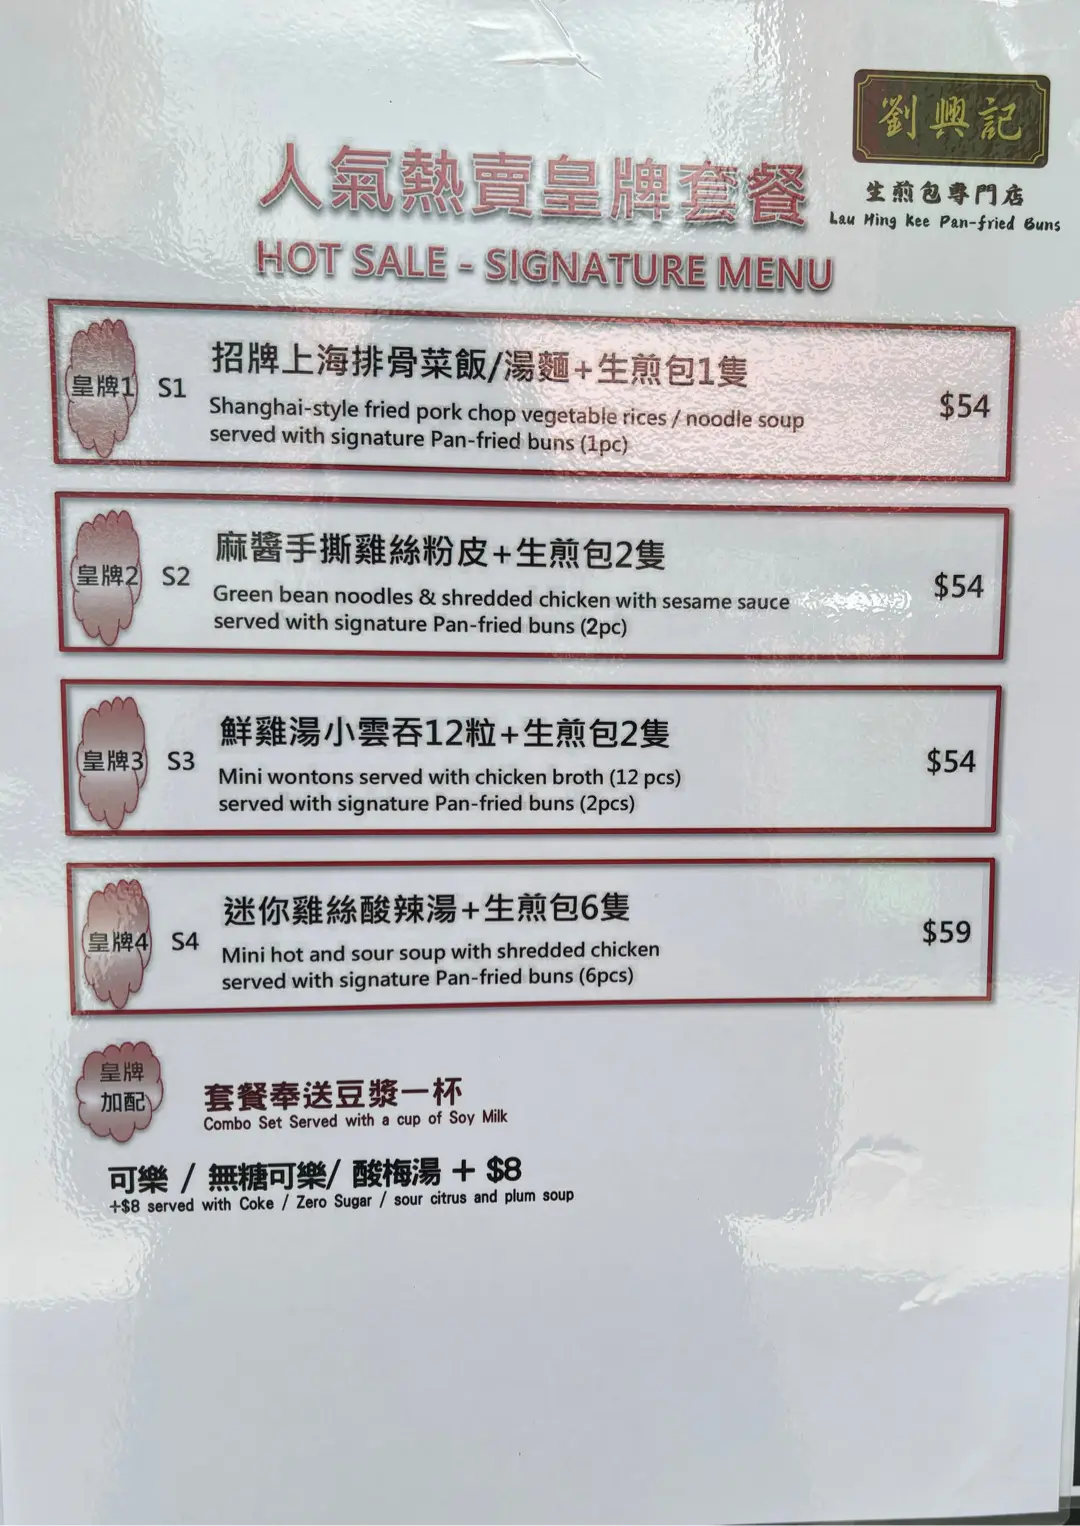 劉興記
生煎包專門店
Lau Hing Kee Pan-fried Buns
人氣熱賣皇牌套餐
HOT SALE - SIGNATURE MENU
皇牌1 S1
招牌上海排骨菜飯/湯麵+生煎包1隻
Shanghai-style fried pork chop vegetable rices / noodle soup
served with signature Pan-fried buns (1pc)
$54
皇牌2 S2
麻醬手撕雞絲粉皮+生煎包2隻
Green bean noodles & shredded chicken with sesame sauce
served with signature Pan-fried buns (2pc)
$54
皇牌3 S3
鮮雞湯小雲吞12粒+生煎包2隻
Mini wontons served with chicken broth (12 pcs)
served with signature Pan-fried buns (2pcs)
$54
皇牌4 S4
迷你雞絲酸辣湯+生煎包6隻
Mini hot and sour soup with shredded chicken
served with signature Pan-fried buns (6pcs)
$59
皇牌
加配
套餐奉送豆漿一杯
Combo Set Served with a cup of Soy Milk
可樂 / 無糖可樂/ 酸梅湯 + $8
+$8 served with Coke / Zero Sugar / sour citrus and plum soup